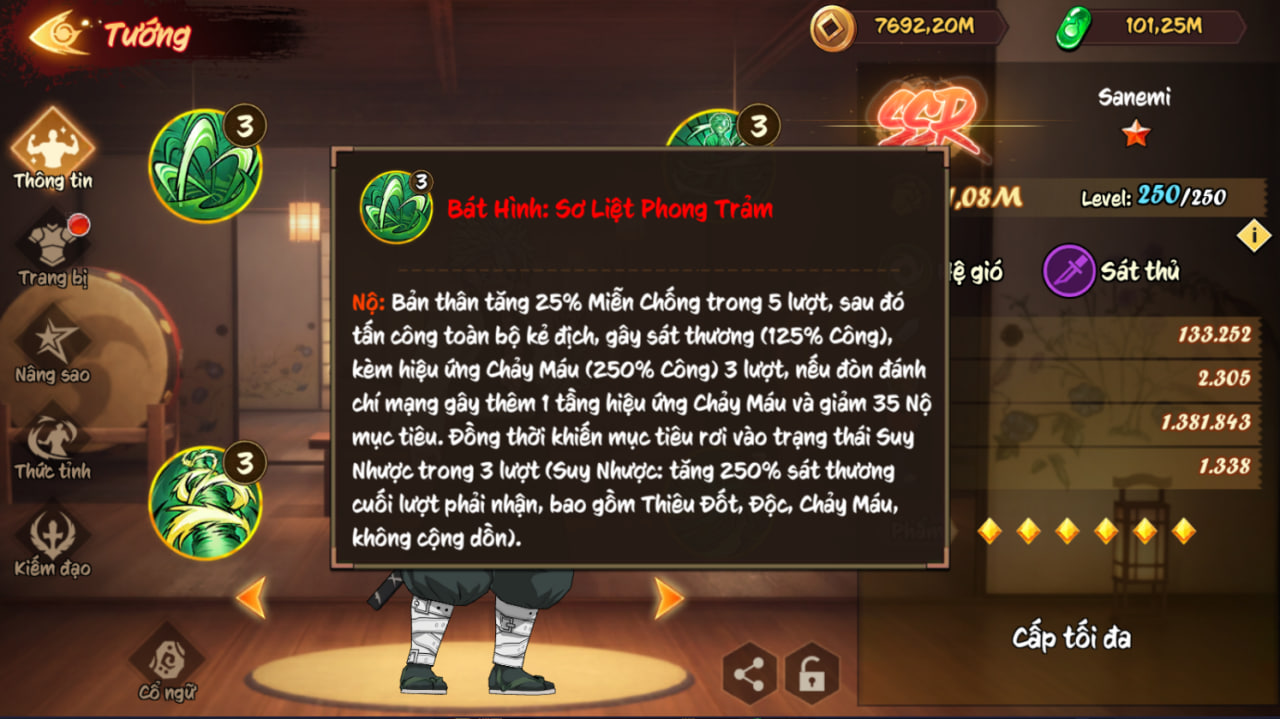 Tướng
7692,20M
101,25M
Thông tin
Trang bị
Nâng sao
Thức tỉnh
Kiếm đạo
Cổ ngữ
3
3
3
3
Bát Hình: Sơ Liệt Phong Trảm
Nộ: Bản thân tăng 25% Miễn Chống trong 5 lượt, sau đó
tấn công toàn bộ kẻ địch, gây sát thương (125% Công),
kèm hiệu ứng Chảy Máu (250% Công) 3 lượt, nếu đòn đánh
chí mạng gây thêm 1 tầng hiệu ứng Chảy Máu và giảm 35 Nộ
mục tiêu. Đồng thời khiến mục tiêu rơi vào trạng thái Suy
Nhược trong 3 lượt (Suy Nhược: tăng 250% sát thương
cuối lượt phải nhận, bao gồm Thiêu Đốt, Độc, Chảy Máu,
không cộng dồn).
SSR
Sanemi
1,08M
Level: 250/250
i
gió
Sát thủ
133.252
2.305
1.381.843
1.338
Phẩm
Cấp tối đa